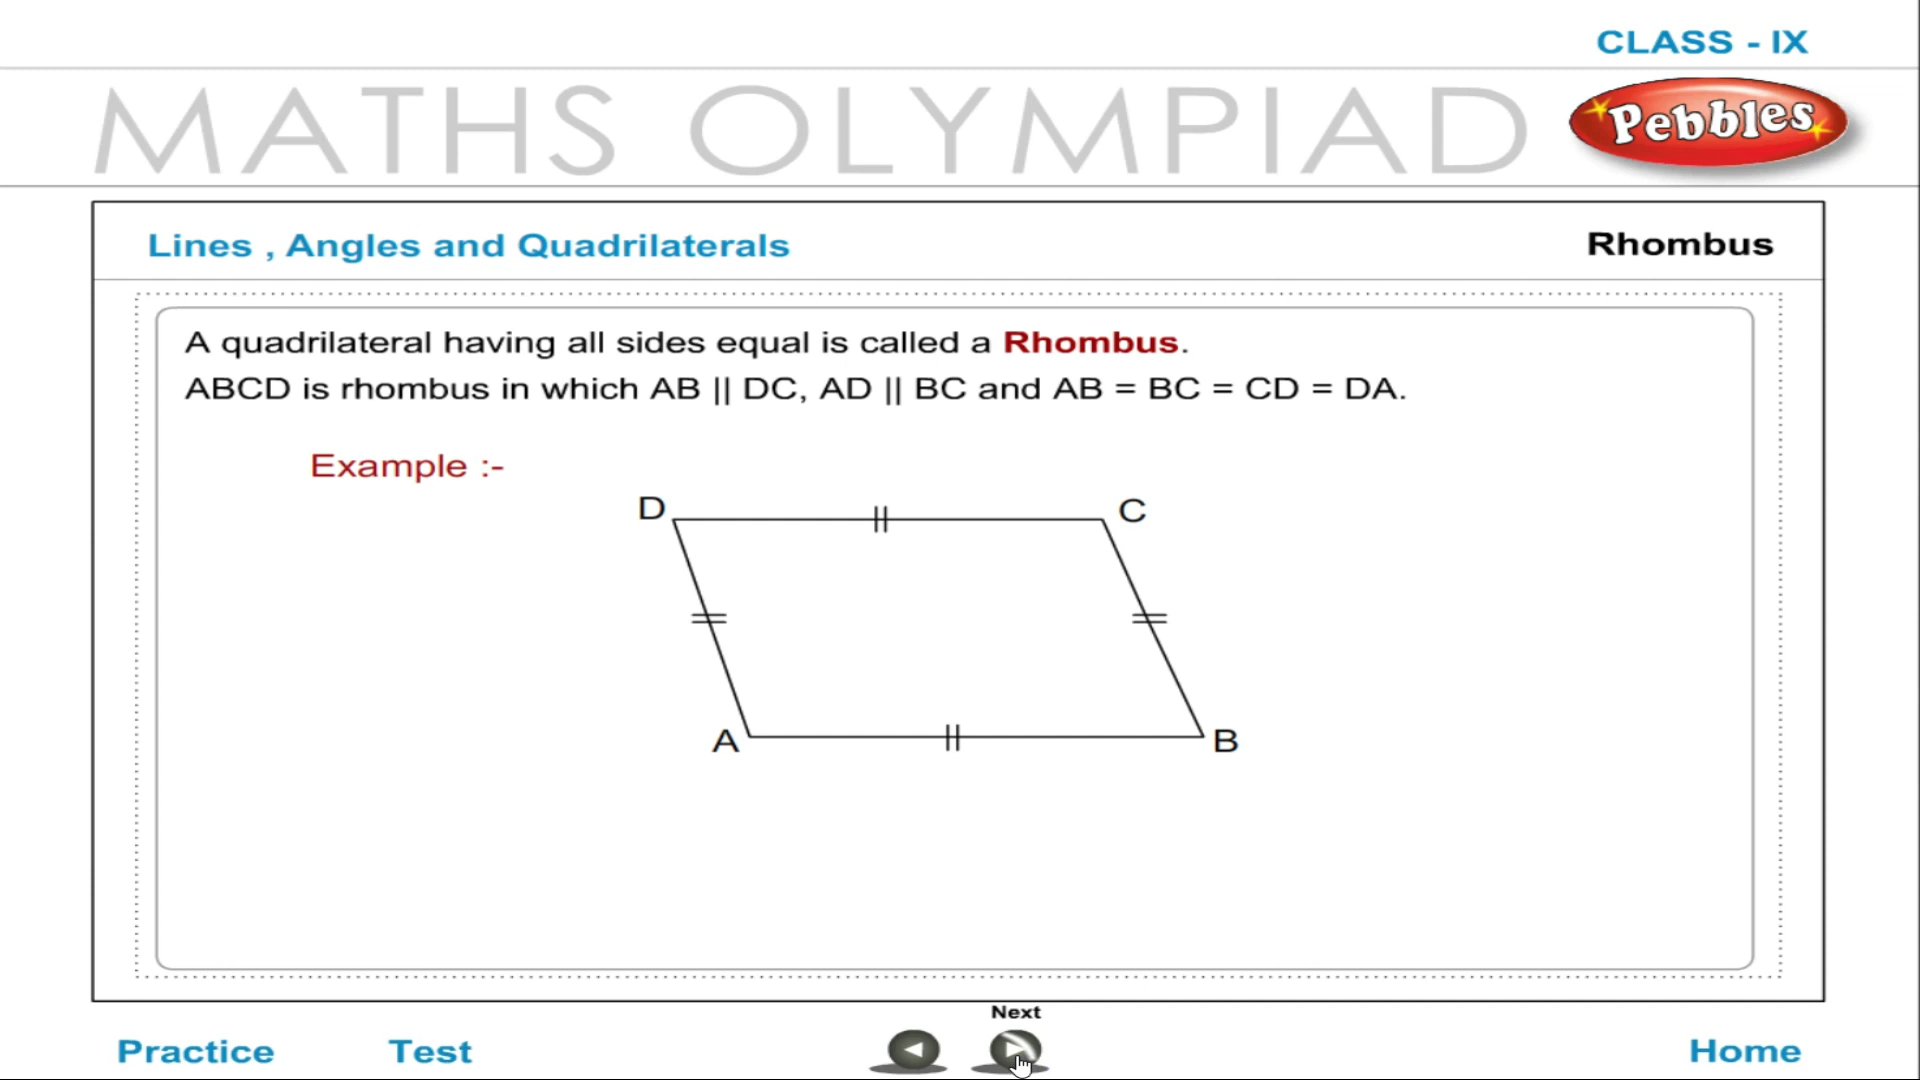 CLASS - IX
MATHS OLYMPIAD
Pebbles
Lines , Angles and Quadrilaterals
Rhombus
A quadrilateral having all sides equal is called a Rhombus.
ABCD is rhombus in which AB || DC, AD || BC and AB = BC = CD = DA.
Example :-
D
C
A
B
Next
Practice
Test
Home